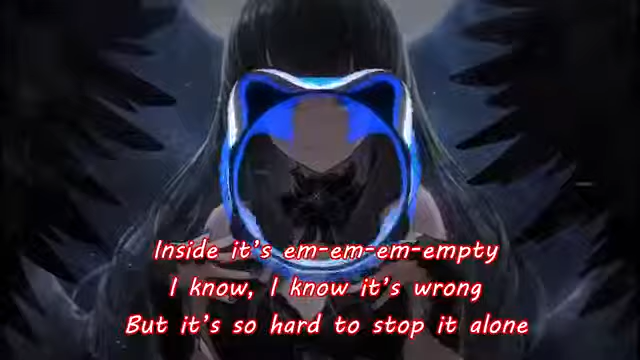 Inside it's em-em-em-empty
I know, I know it's wrong
But it's so hard to stop it alone